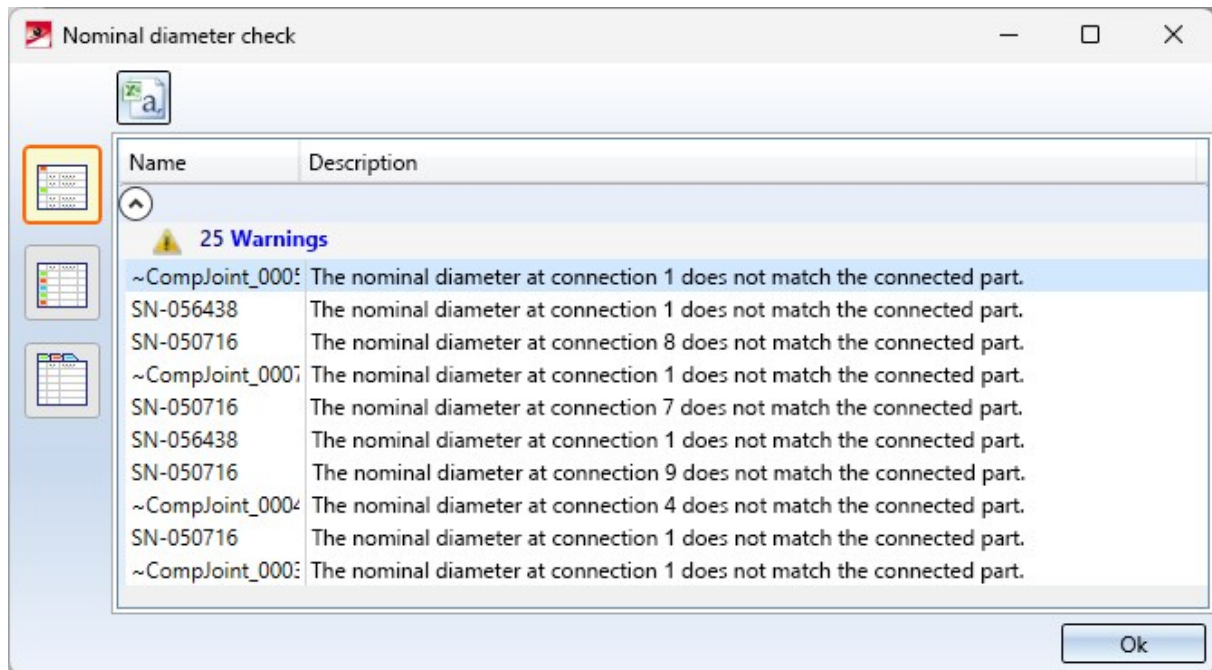 Nominal diameter check
a,
Name Description
25 Warnings
~CompJoint_0005 The nominal diameter at connection 1 does not match the connected part.
SN-056438 The nominal diameter at connection 1 does not match the connected part.
SN-050716 The nominal diameter at connection 8 does not match the connected part.
~CompJoint_0007 The nominal diameter at connection 1 does not match the connected part.
SN-050716 The nominal diameter at connection 7 does not match the connected part.
SN-056438 The nominal diameter at connection 1 does not match the connected part.
SN-050716 The nominal diameter at connection 9 does not match the connected part.
~CompJoint_0004 The nominal diameter at connection 4 does not match the connected part.
SN-050716 The nominal diameter at connection 1 does not match the connected part.
~CompJoint_0003 The nominal diameter at connection 1 does not match the connected part.
Ok